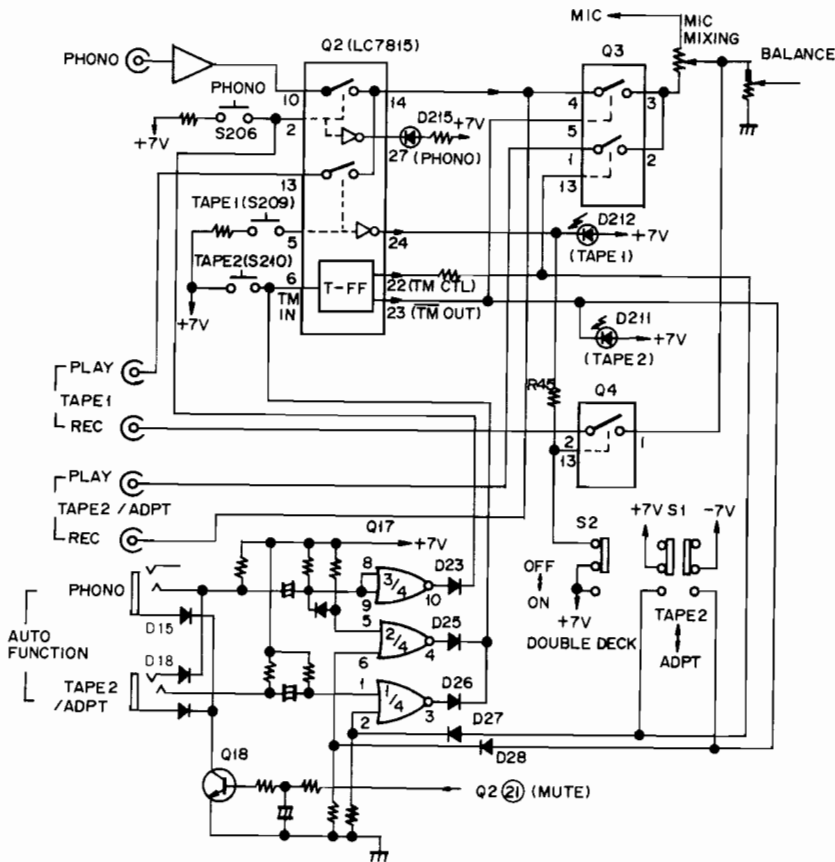 MIC
MIC MIXING
BALANCE
Q2 (LC7815)
Q3
PHONO
PHONO
10
14
4
3
S206
2
+7V
D215
+7V
27 (PHONO)
5
1
2
13
13
TAPE1(S209)
5
24
D212
+7V
(TAPE 1)
TAPE2(S210)
6
TM IN
T-FF
22 (TM CTL)
23 (TM OUT)
+7V
D211
+7V
(TAPE 2)
R45
Q4
2
1
13
PLAY
TAPE1
REC
PLAY
TAPE2 / ADPT
REC
Q17
+7V
S2
+7V
S1
-7V
OFF
ON
+7V
DOUBLE DECK
TAPE2
ADPT
AUTO FUNCTION
PHONO
D15
D18
TAPE2 /ADPT
8
3/4
9
10
D23
5
2/4
6
4
D25
1
1/4
2
3
D26
D27
D28
Q18
Q2 (21) (MUTE)